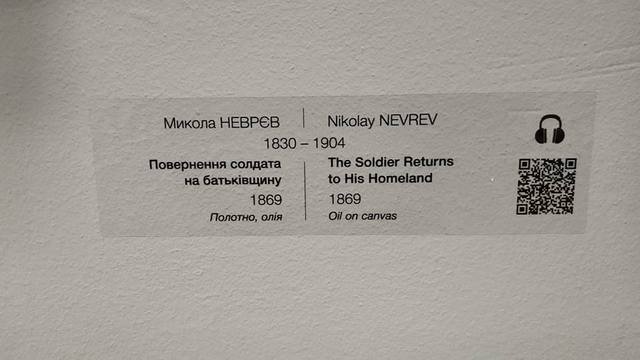 Микола НЕВРЄВ
Nikolay NEVREV
1830 – 1904
Повернення солдата
на батьківщину
1869
Полотно, олія
The Soldier Returns
to His Homeland
1869
Oil on canvas